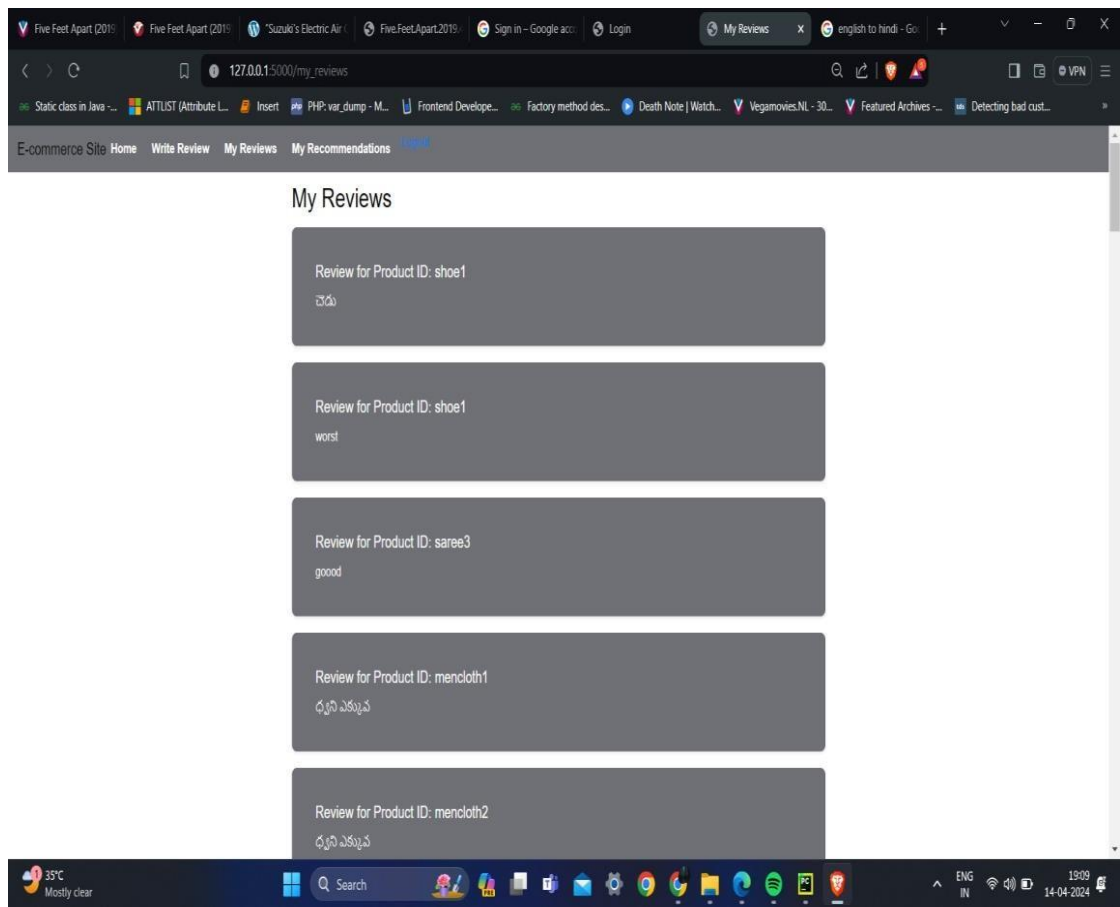 Five Feet Apart (2019
Five Feet Apart (2019
"Suzuki's Electric Air C
Five.Feet.Apart.2019.
Sign in – Google acco
Login
My Reviews
english to hindi - Go
127.0.0.1:5000/my_reviews
VPN
Static class in Java -...
ATTLIST (Attribute L...
Insert
PHP: var_dump - M...
Frontend Develope...
Factory method des...
Death Note | Watch...
Vegamovies.NL - 30...
Featured Archives -...
Detecting bad cust...
E-commerce Site Home Write Review My Reviews My Recommendations
My Reviews
Review for Product ID: shoe1
చెడు
Review for Product ID: shoe1
worst
Review for Product ID: saree3
goood
Review for Product ID: mencloth1
ధ్వని ఎక్కువ
Review for Product ID: mencloth2
ధ్వని ఎక్కువ
35°C
Mostly clear
Search
ENG
IN
19:09
14-04-2024